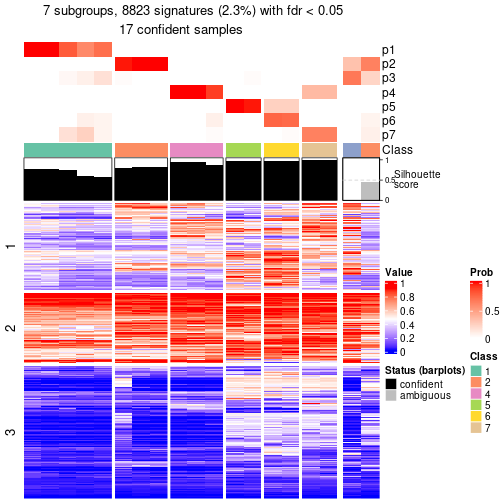 7 subgroups, 8823 signatures (2.3%) with fdr < 0.05
17 confident samples
p1
p2
p3
p4
p5
p6
p7
Class
1
0.5
0
Silhouette
score
1
2
3
Value
1
0.8
0.6
0.4
0.2
0
Prob
1
0.5
0
Status (barplots)
confident
ambiguous
Class
1
2
4
5
6
7